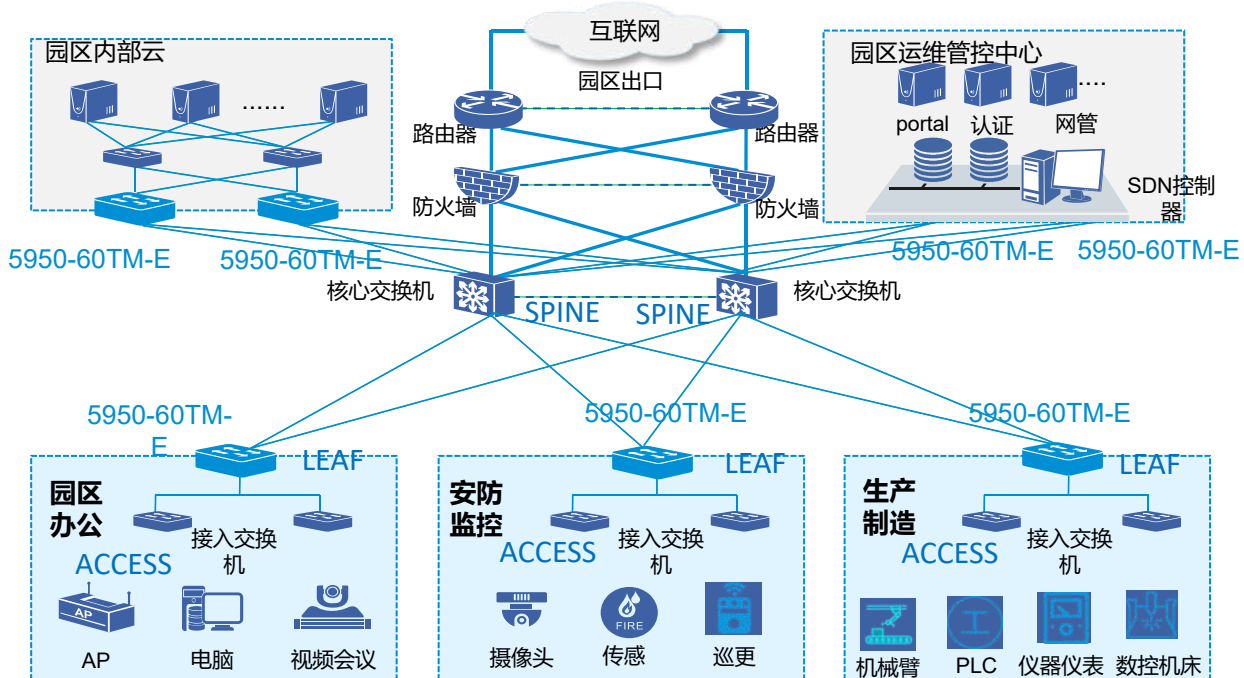 互联网
园区内部云
园区运维管控中心
园区出口
......
....
portal
认证
网管
路由器
路由器
SDN控制
器
防火墙
防火墙
5950-60TM-E
5950-60TM-E
5950-60TM-E
5950-60TM-E
核心交换机
核心交换机
SPINE
SPINE
5950-60TM-
E
5950-60TM-E
5950-60TM-E
LEAF
LEAF
LEAF
园区
办公
接入交换
机
ACCESS
AP
AP
电脑
视频会议
安防
监控
接入交换
机
ACCESS
摄像头
FIRE
传感
巡更
生产
制造
接入交换
机
ACCESS
机械臂
PLC
仪器仪表
数控机床